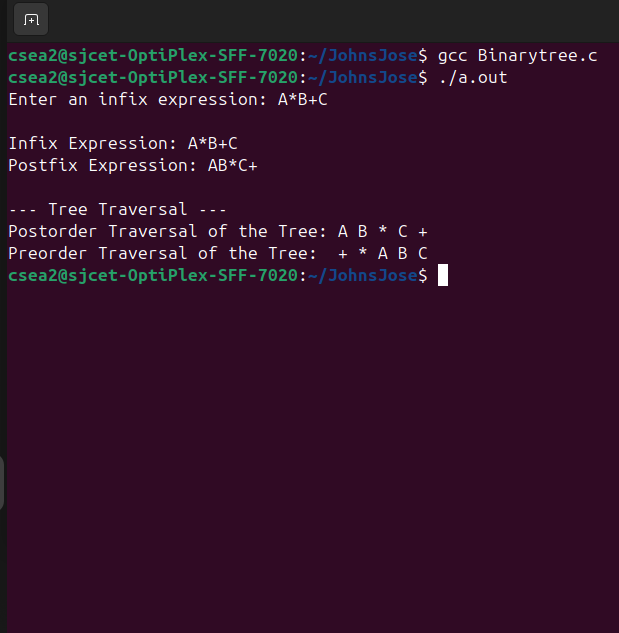 csea2@sjcet-OptiPlex-SFF-7020:~/JohnsJose$ gcc Binarytree.c
csea2@sjcet-OptiPlex-SFF-7020:~/JohnsJose$ ./a.out
Enter an infix expression: A*B+C
Infix Expression: A*B+C
Postfix Expression: AB*C+
--- Tree Traversal ---
Postorder Traversal of the Tree: A B * C +
Preorder Traversal of the Tree:  + * A B C
csea2@sjcet-OptiPlex-SFF-7020:~/JohnsJose$